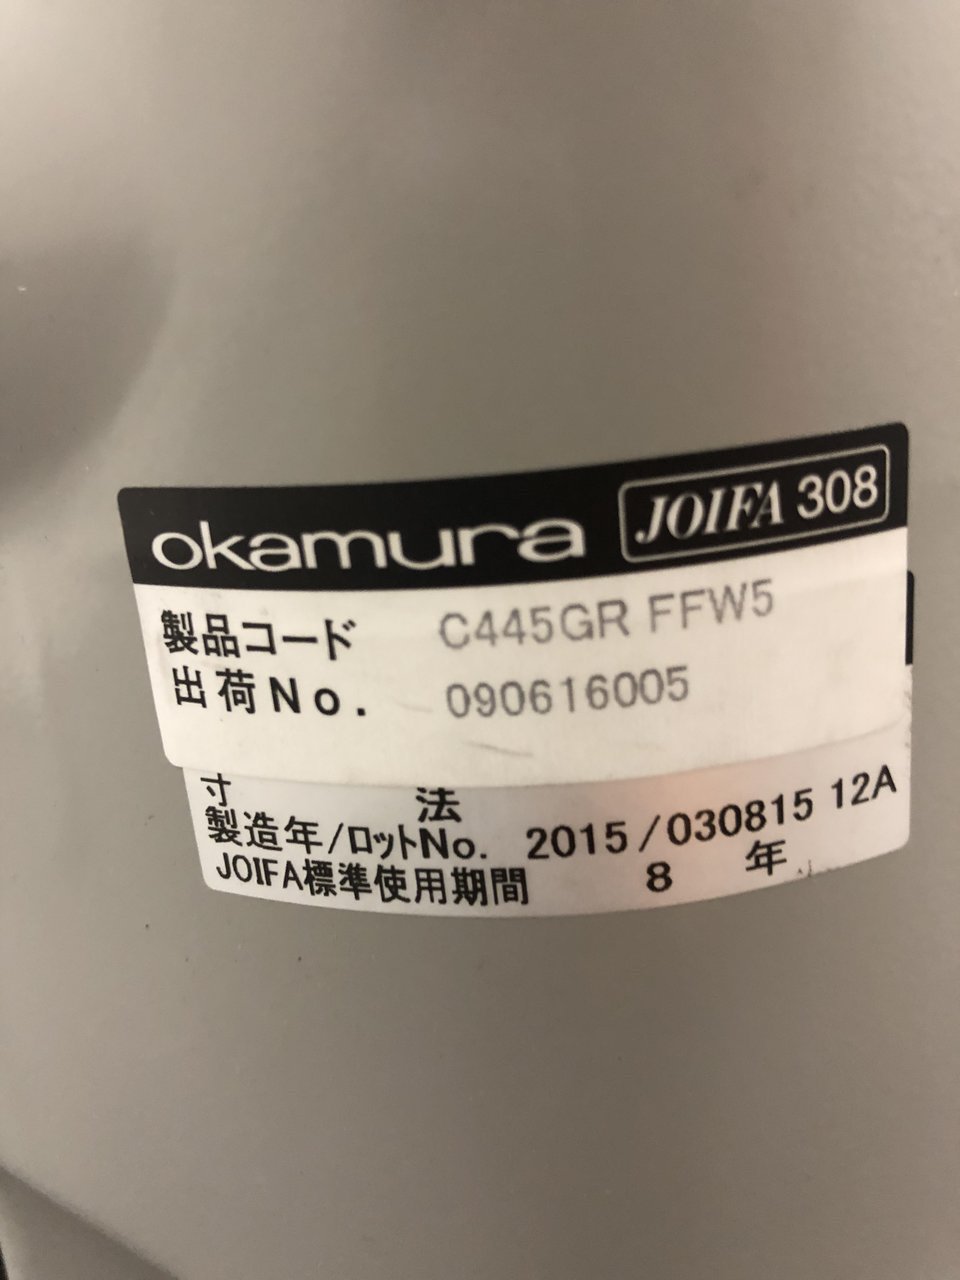 okamura JOIFA 308
製品コード C445GR FFW5
出荷No. 090616005
寸 法
製造年/ロットNo. 2015/030815 12A
JOIFA標準使用期間 8 年